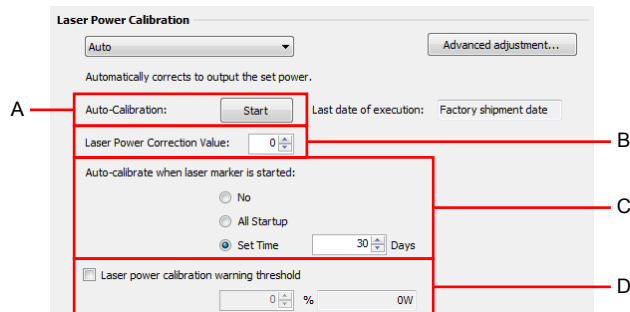 Laser Power Calibration
Auto
Advanced adjustment...
Automatically corrects to output the set power.
A
Auto-Calibration: Start Last date of execution: Factory shipment date
Laser Power Correction Value: 0
B
Auto-calibrate when laser marker is started:
No
C
All Startup
Set Time 30 Days
Laser power calibration warning threshold
D
0 % 0W